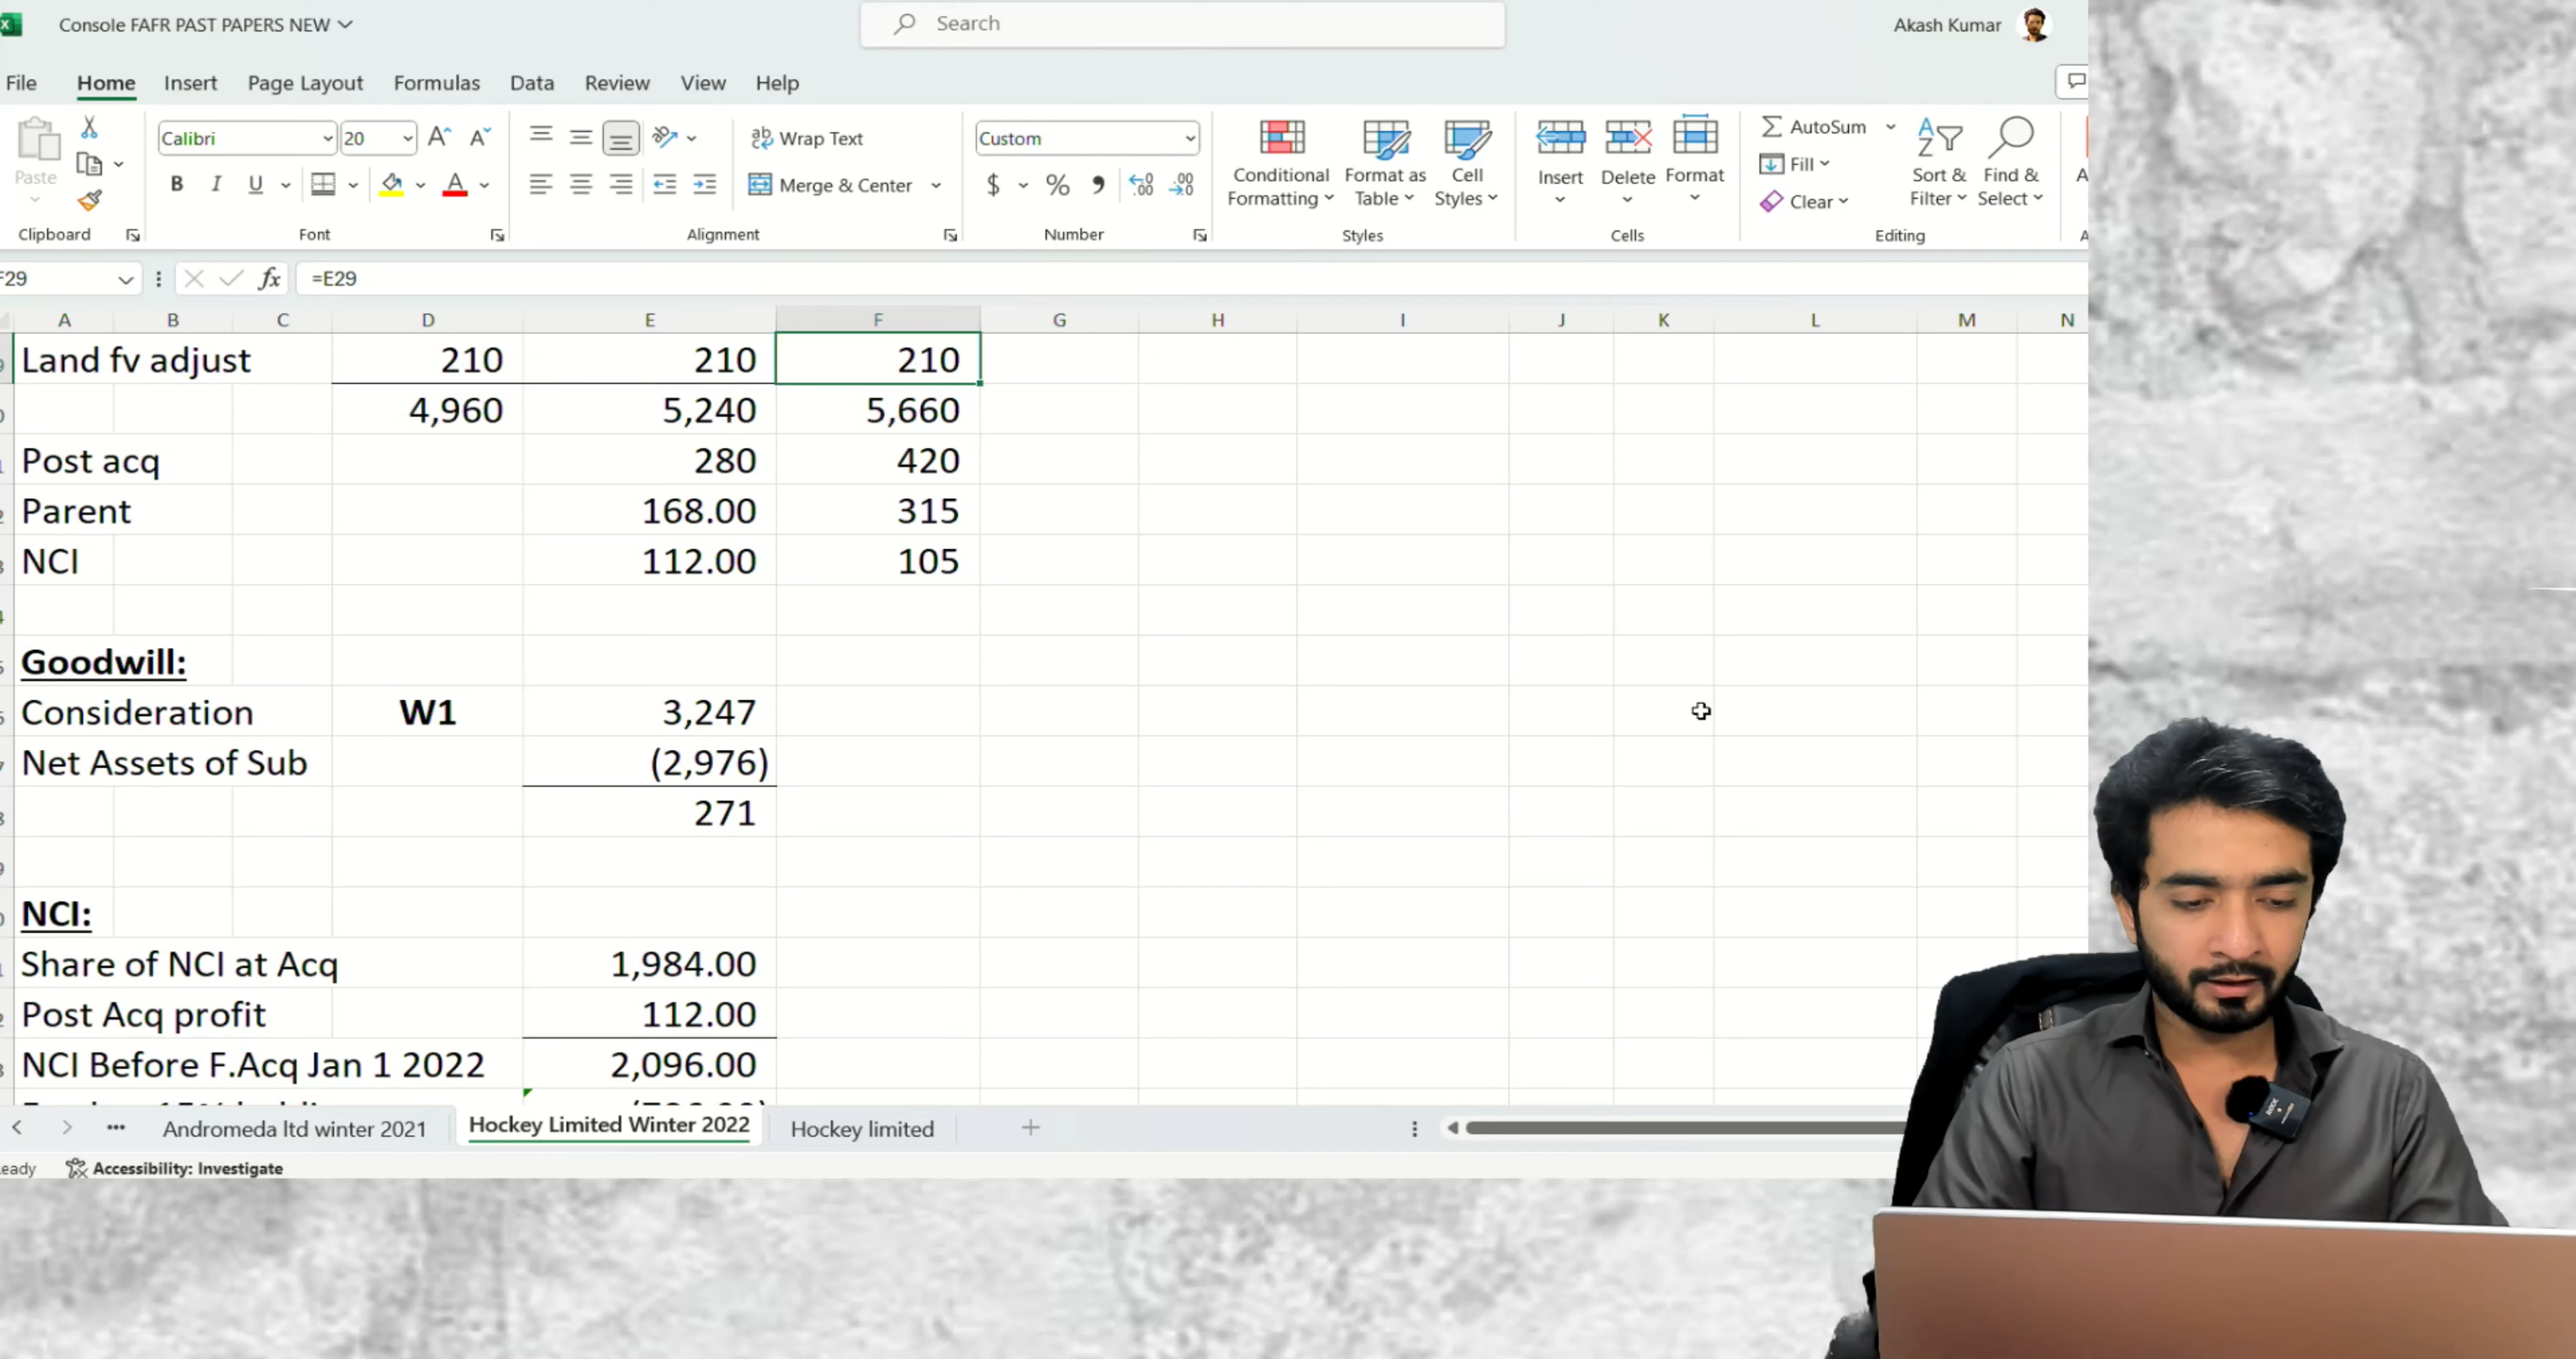 Console FAFR PAST PAPERS NEW
Search
Akash Kumar
File Home Insert Page Layout Formulas Data Review View Help
Calibri 20
Wrap Text
Custom
AutoSum
Fill
Clear
Paste
B I U
Merge & Center
$ %
Conditional Formatting
Format as Table
Cell Styles
Insert Delete Format
Sort & Filter
Find & Select
Clipboard Font Alignment Number Styles Cells Editing
F29 fx =E29
A B C D E F G H I J K L M N
Land fv adjust 210 210 210
4,960 5,240 5,660
Post acq 280 420
Parent 168.00 315
NCI 112.00 105
Goodwill:
Consideration W1 3,247
Net Assets of Sub (2,976)
271
NCI:
Share of NCI at Acq 1,984.00
Post Acq profit 112.00
NCI Before F.Acq Jan 1 2022 2,096.00
Andromeda ltd winter 2021 Hockey Limited Winter 2022 Hockey limited
Accessibility: Investigate